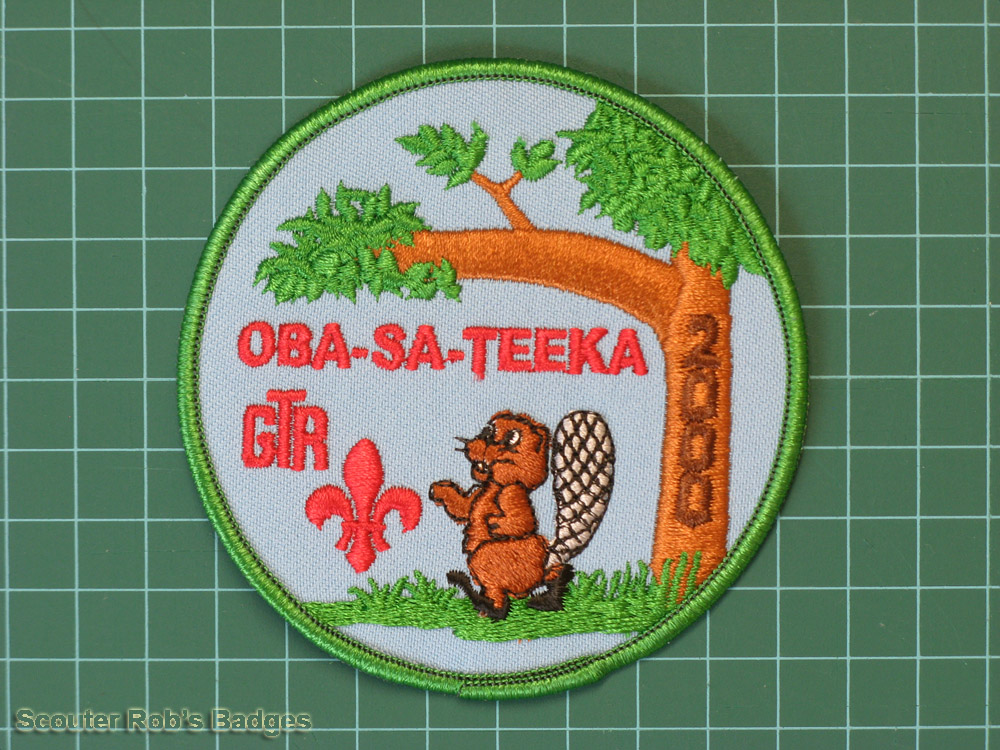 OBA-SA-TEEKA
GTR
2000
Scouter Rob's Badges